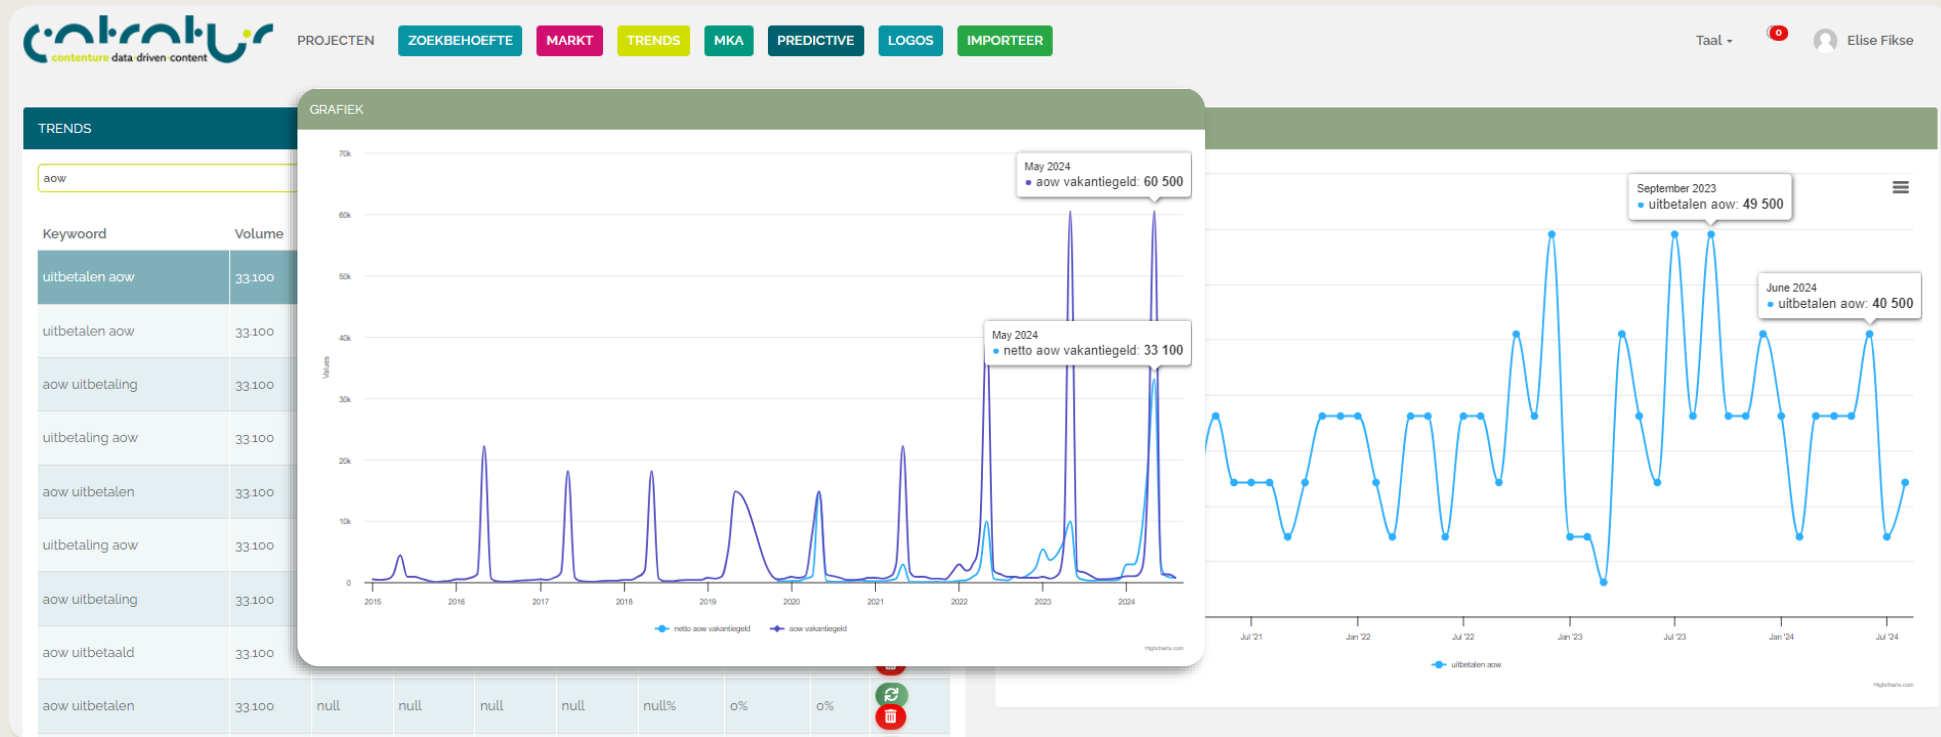 contenture data-driven-content
PROJECTEN
ZOEKBEHOEFTE
MARKT
TRENDS
MKA
PREDICTIVE
LOGOS
IMPORTEER
Taal
0
Elise Fikse
TRENDS
aow
Keywoord Volume
uitbetalen aow 33.100
uitbetalen aow 33.100
aow uitbetaling 33.100
uitbetaling aow 33.100
aow uitbetalen 33.100
uitbetaling aow 33.100
aow uitbetaling 33.100
aow uitbetaald 33.100
aow uitbetalen 33.100 null null null null null% 0% 0%
GRAFIEK
70k
60k
50k
40k
30k
20k
10k
0
Values
May 2024
aow vakantiegeld: 60 500
May 2024
netto aow vakantiegeld: 33 100
2015 2016 2017 2018 2019 2020 2021 2022 2023 2024
netto aow vakantiegeld aow vakantiegeld
Highcharts.com
September 2023
uitbetalen aow: 49 500
June 2024
uitbetalen aow: 40 500
Jul '21 Jan '22 Jul '22 Jan '23 Jul '23 Jan '24 Jul '24
uitbetalen aow
Highcharts.com